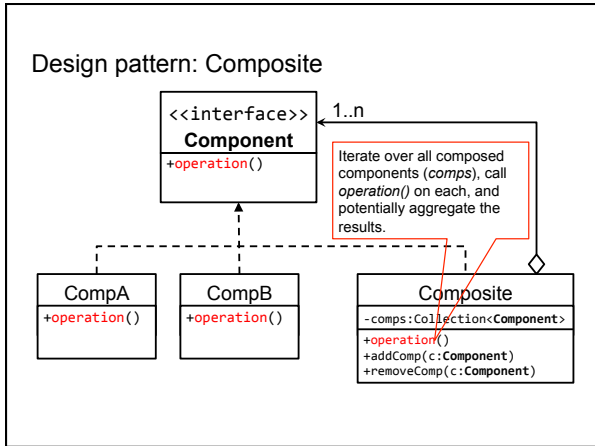 Design pattern: Composite
<<interface>>
Component
+operation()
1..n
Iterate over all composed
components (comps), call
operation() on each, and
potentially aggregate the
results.
CompA
+operation()
CompB
+operation()
Composite
-comps:Collection<Component>
+operation()
+addComp(c:Component)
+removeComp(c:Component)